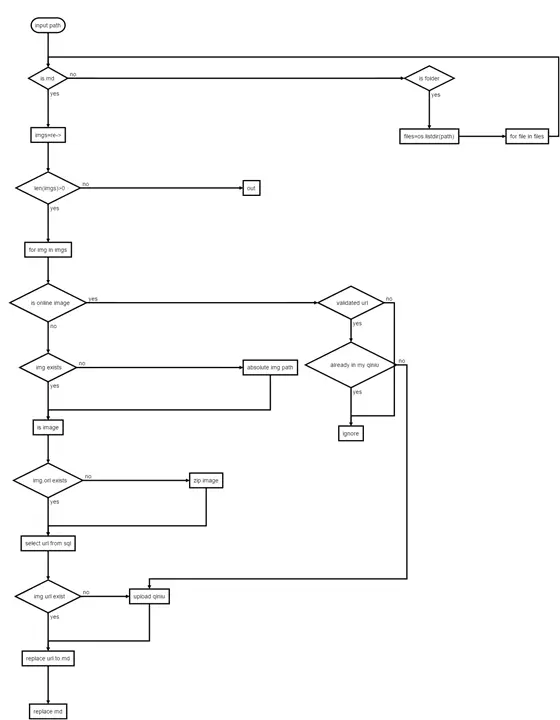 input path
is md
no
is folder
yes
yes
imgs=re->
files=os.listdir(path)
for file in files
len(imgs)>0
no
out
yes
for img in imgs
is online image
yes
validated url
no
no
yes
img exists
no
absolute img path
already in my qiniu
no
yes
yes
is image
ignore
img.ori exists
no
zip image
yes
select url from sql
img.url exist
no
upload qiniu
yes
replace url to md
replace md